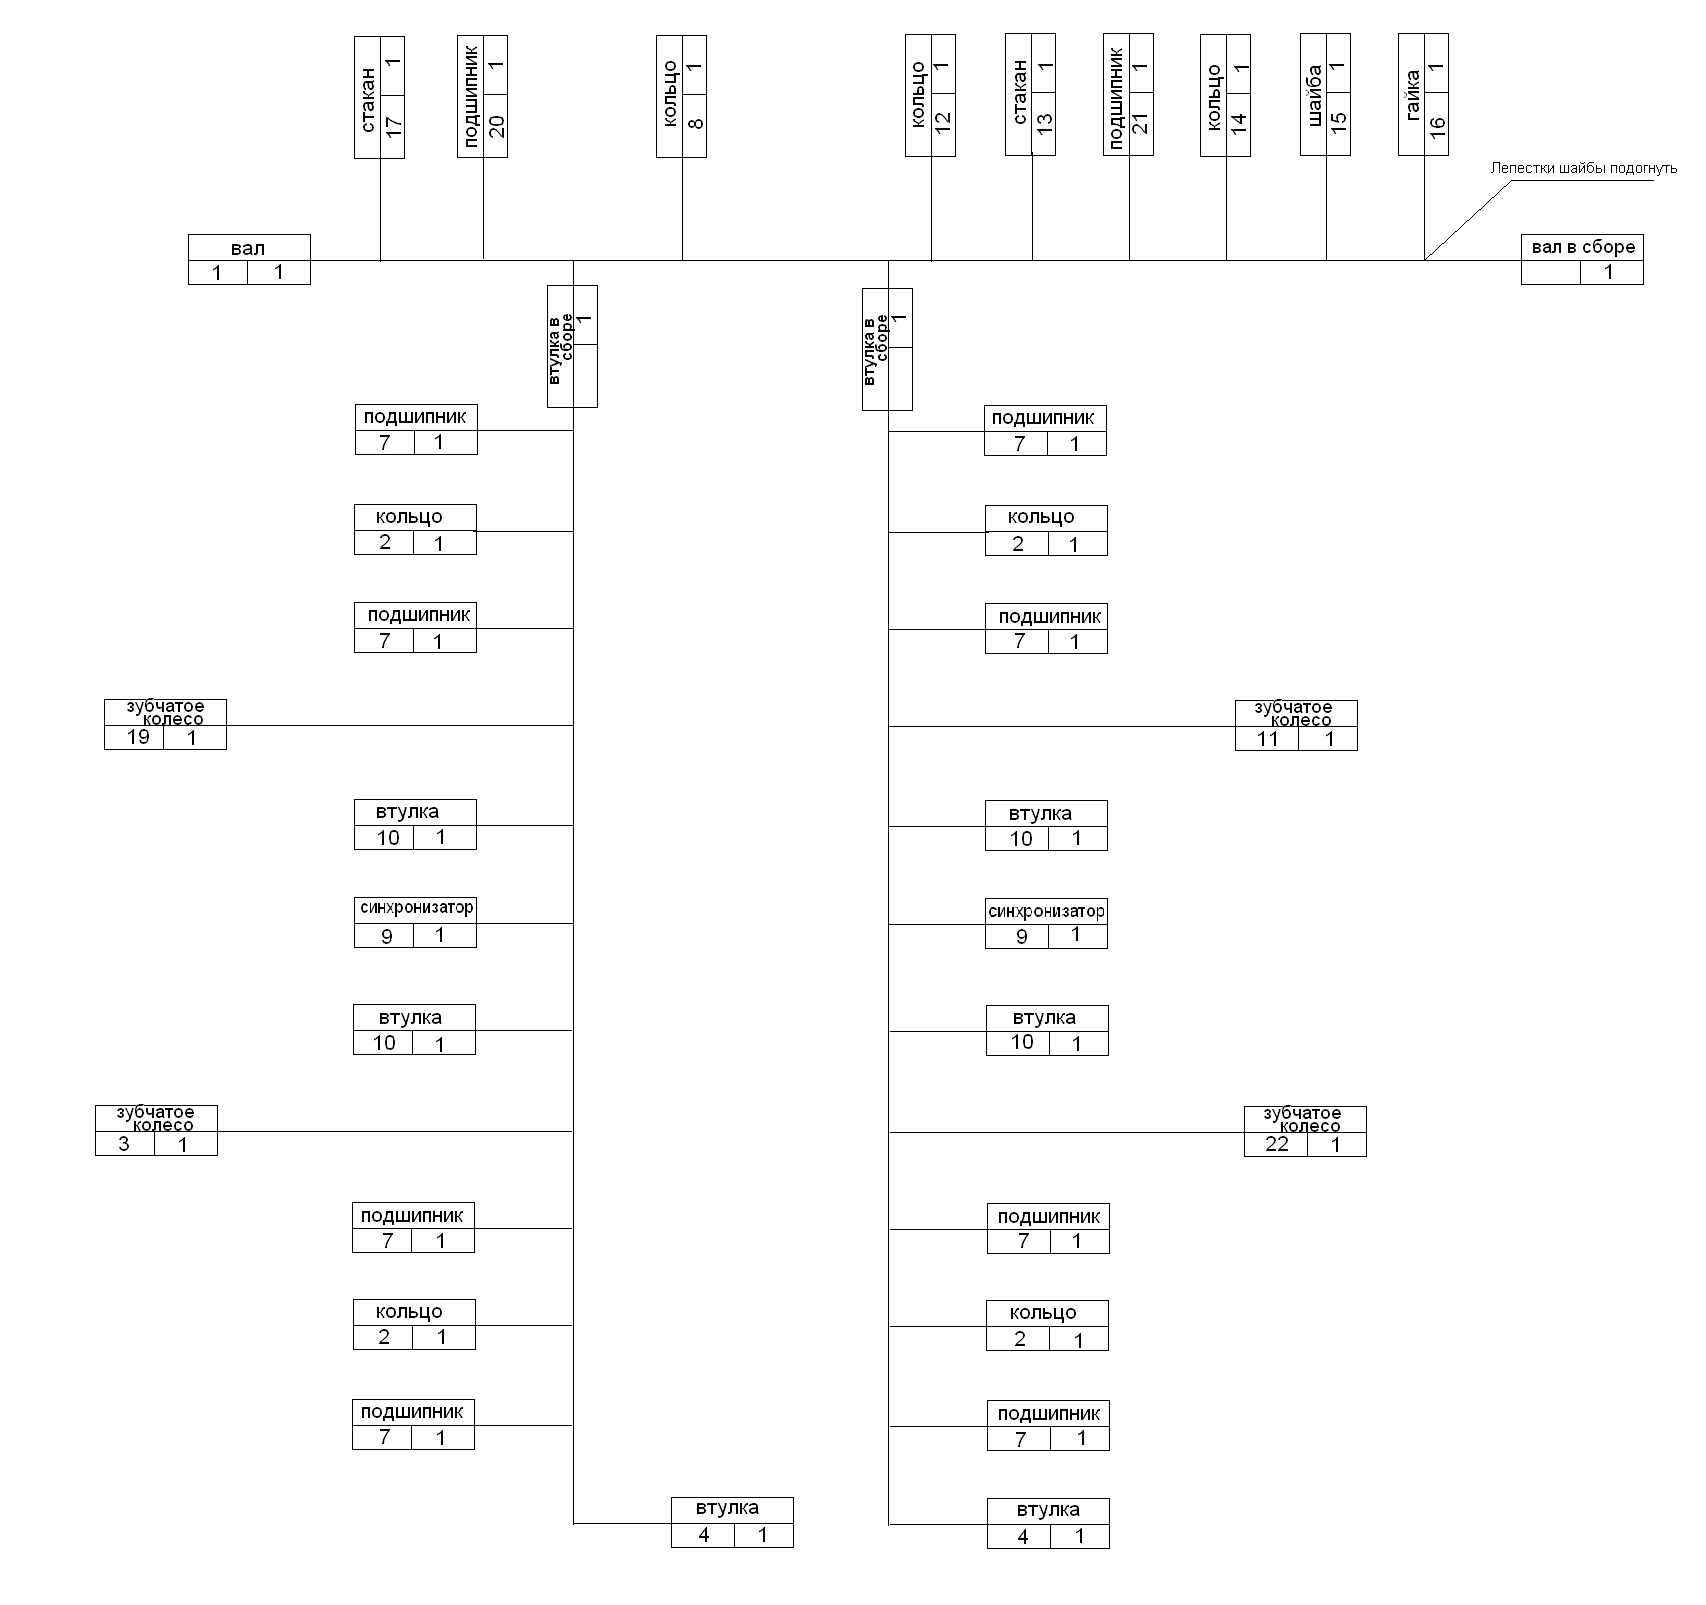 стакан
17 1
подшипник
20 1
кольцо
8 1
кольцо
12 1
стакан
13 1
подшипник
21 1
кольцо
14 1
шайба
15 1
гайка
16 1
Лепестки шайбы подогнуть
вал
1 1
вал в сборе
1
втулка в
сборе
1
втулка в
сборе
1
подшипник
7 1
подшипник
7 1
кольцо
2 1
кольцо
2 1
подшипник
7 1
подшипник
7 1
зубчатое
колесо
19 1
зубчатое
колесо
11 1
втулка
10 1
втулка
10 1
синхронизатор
9 1
синхронизатор
9 1
втулка
10 1
втулка
10 1
зубчатое
колесо
3 1
зубчатое
колесо
22 1
подшипник
7 1
подшипник
7 1
кольцо
2 1
кольцо
2 1
подшипник
7 1
подшипник
7 1
втулка
4 1
втулка
4 1